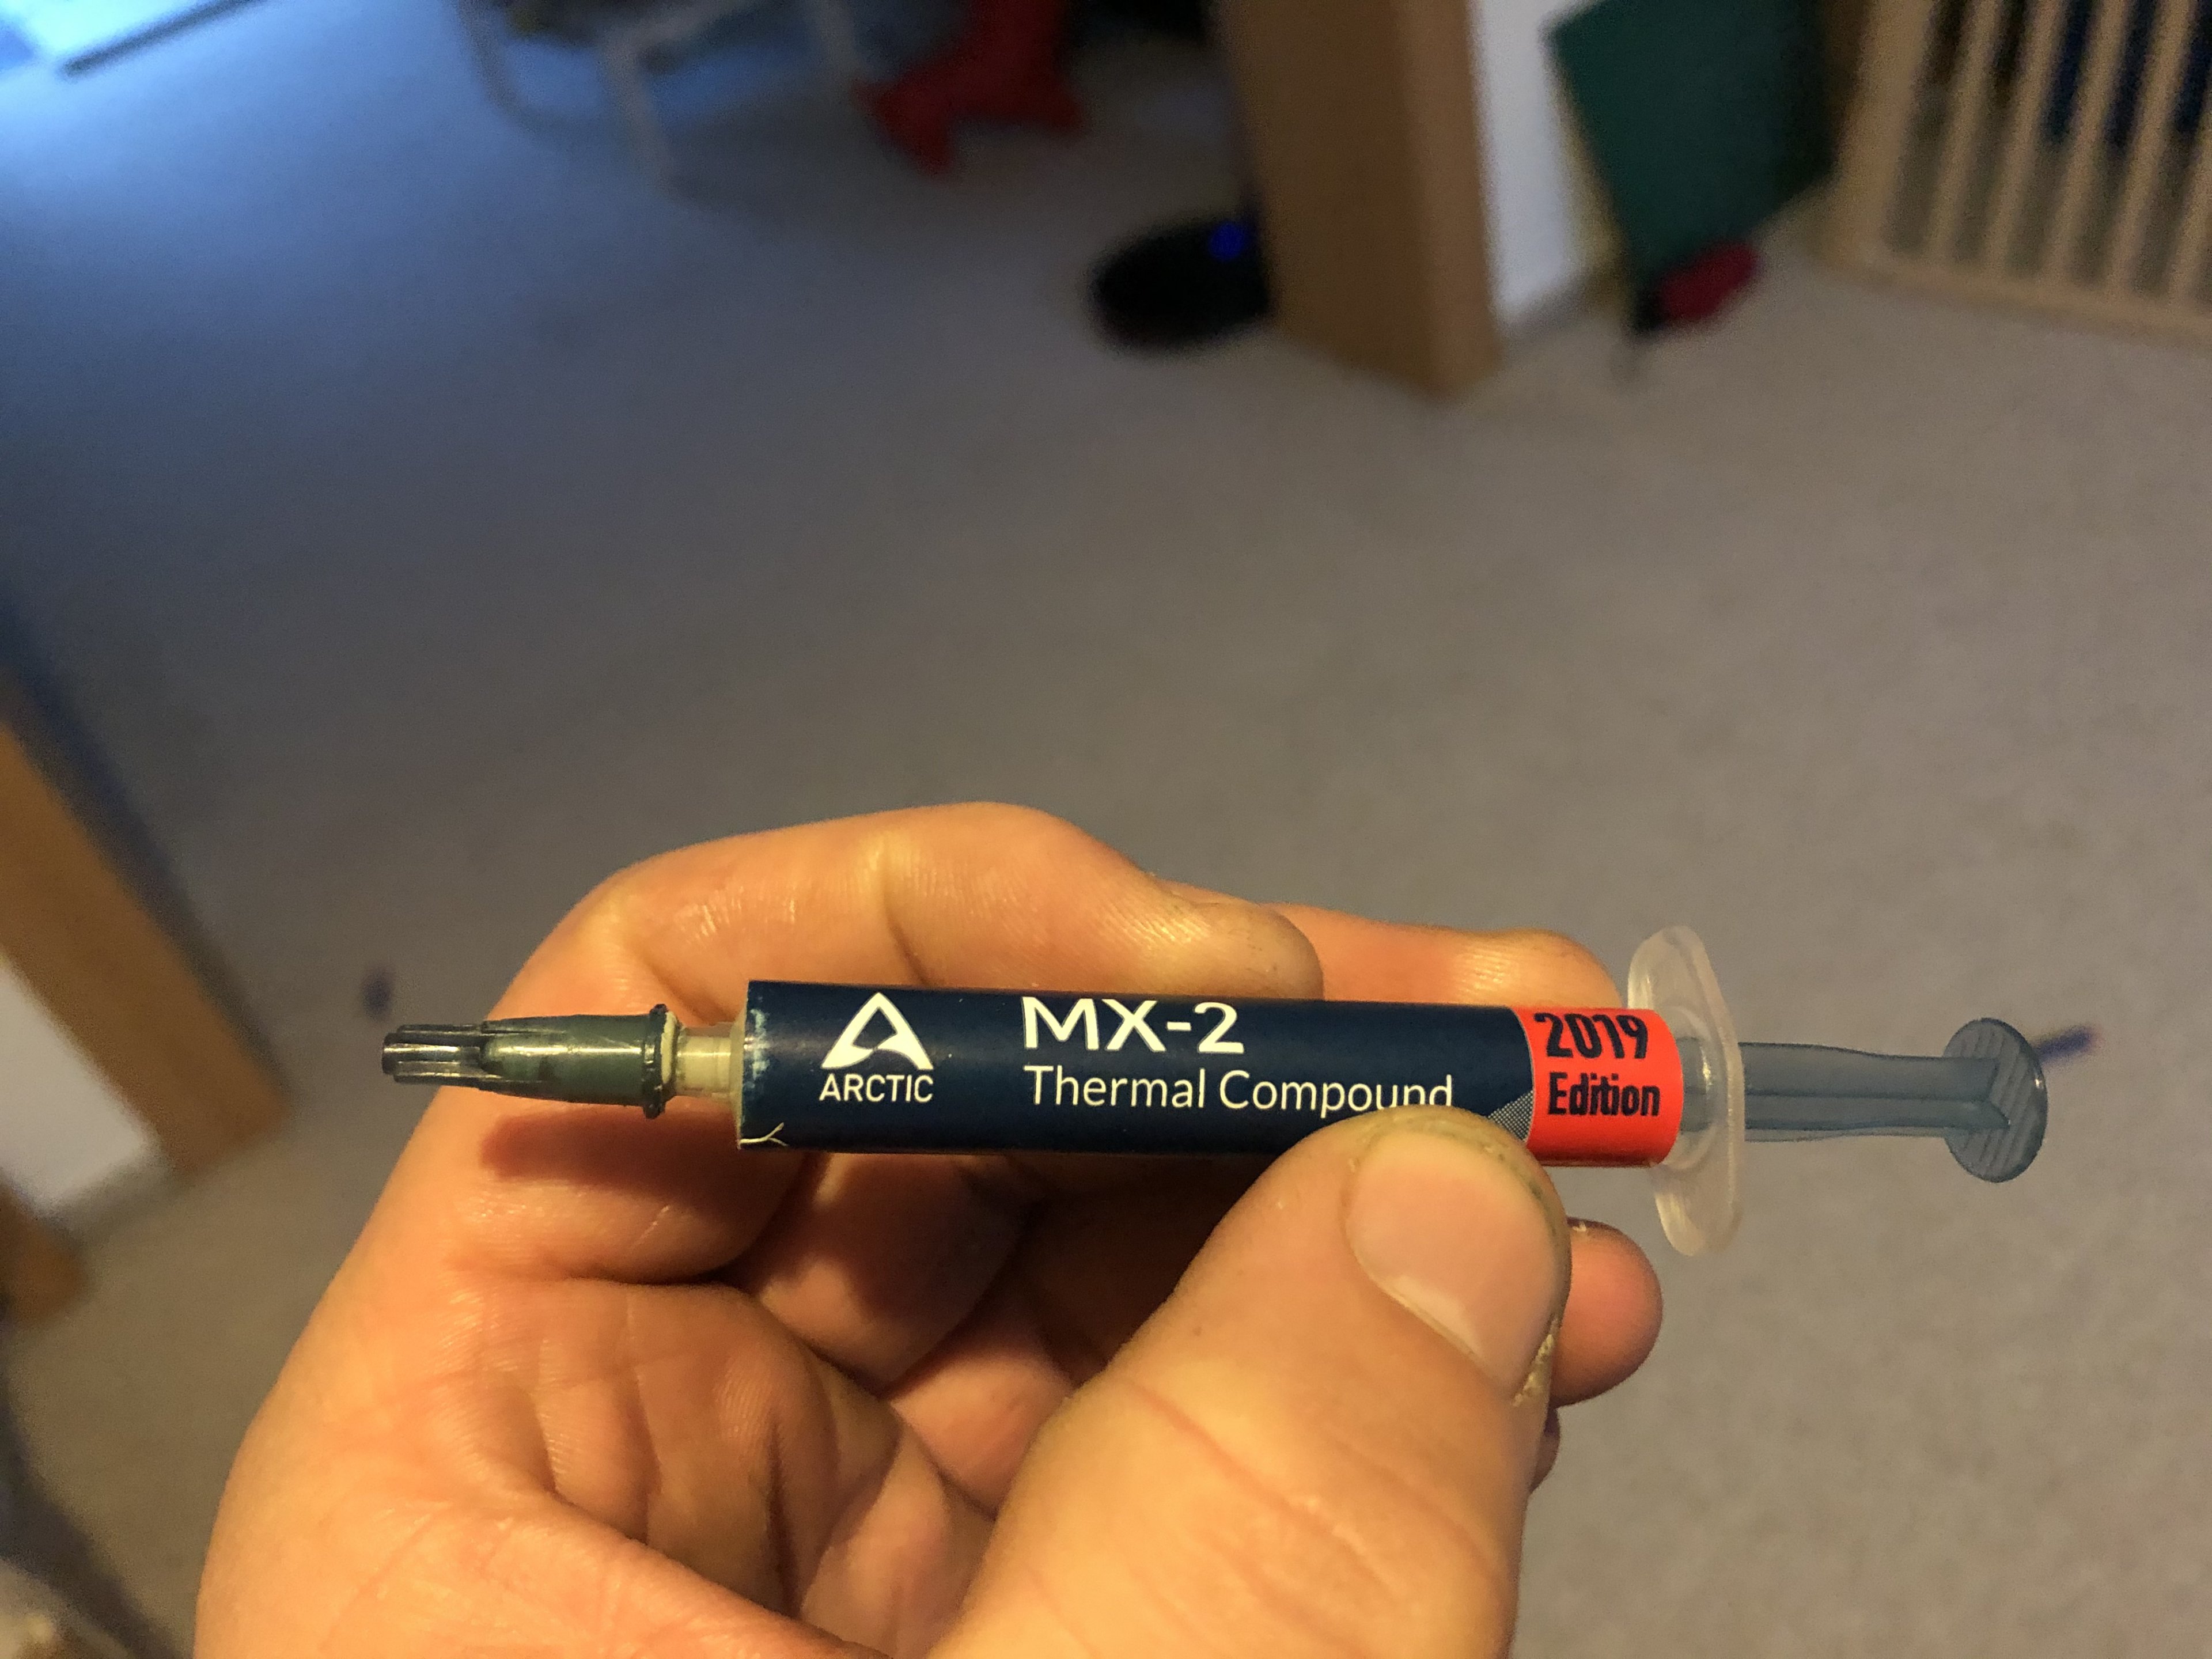 ARCTIC
MX-2
Thermal Compound
2019
Edition